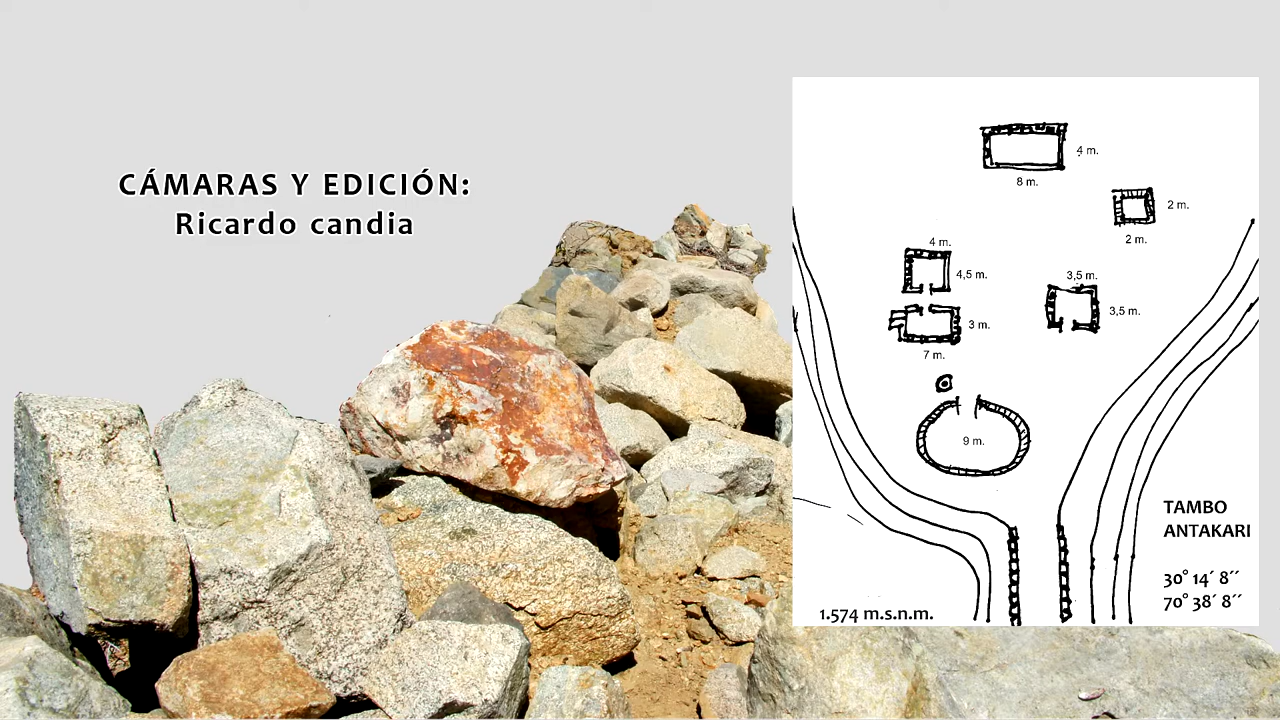 CÁMARAS Y EDICIÓN:
Ricardo candia
4 m.
8 m.
2 m.
2 m.
4 m.
4,5 m.
3,5 m.
3,5 m.
3 m.
7 m.
9 m.
TAMBO
ANTAKARI
30° 14´ 8´´
70° 38´ 8´´
1.574 m.s.n.m.